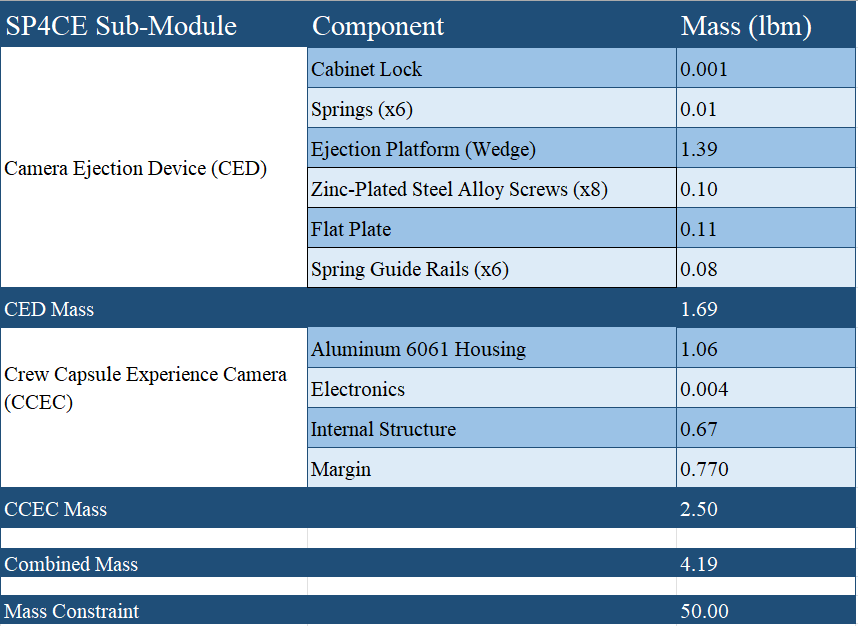 SP4CE Sub-Module Component Mass (lbm)
Cabinet Lock 0.001
Springs (x6) 0.01
Ejection Platform (Wedge) 1.39
Camera Ejection Device (CED)
Zinc-Plated Steel Alloy Screws (x8) 0.10
Flat Plate 0.11
Spring Guide Rails (x6) 0.08
CED Mass 1.69
Aluminum 6061 Housing 1.06
Crew Capsule Experience Camera
(CCEC)
Electronics 0.004
Internal Structure 0.67
Margin 0.770
CCEC Mass 2.50
Combined Mass 4.19
Mass Constraint 50.00